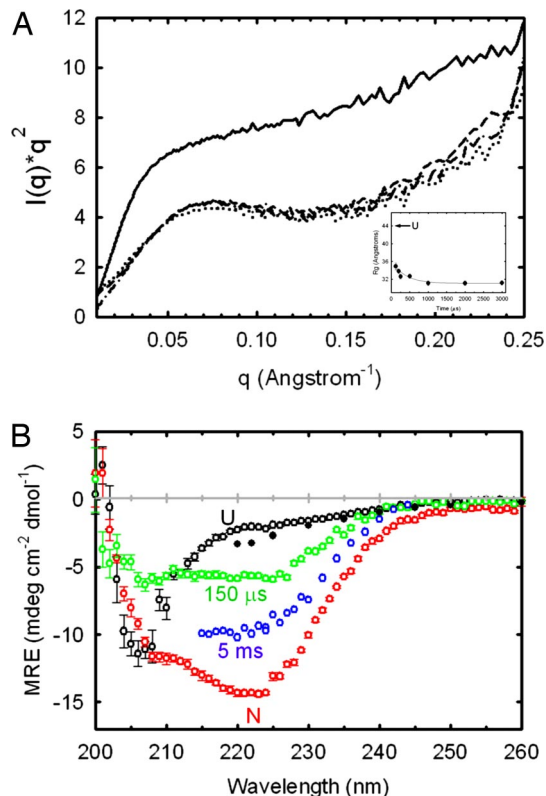 A
12
10
8
6
4
2
0
I(q)*q²
0.05 0.10 0.15 0.20 0.25
q (Angstrom⁻¹)
44
40
36
32
28
Rg (Angstroms)
U
0 500 1000 1500 2000 2500 3000
Time (µs)
B
5
0
-5
-10
-15
MRE (mdeg cm⁻² dmol⁻¹)
U
150 µs
5 ms
N
200 210 220 230 240 250 260
Wavelength (nm)